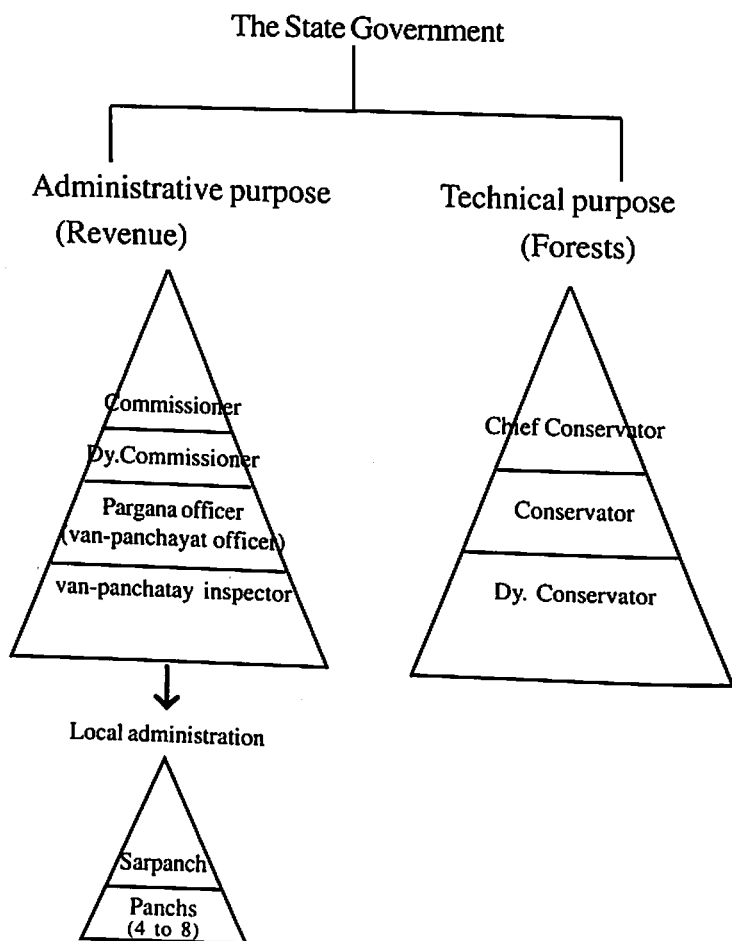 The State Government
Administrative purpose
(Revenue)
Technical purpose
(Forests)
Commissioner
Dy.Commissioner
Pargana officer
(van-panchayat officer)
van-panchatay inspector
Chief Conservator
Conservator
Dy. Conservator
Local administration
Sarpanch
Panchs
(4 to 8)